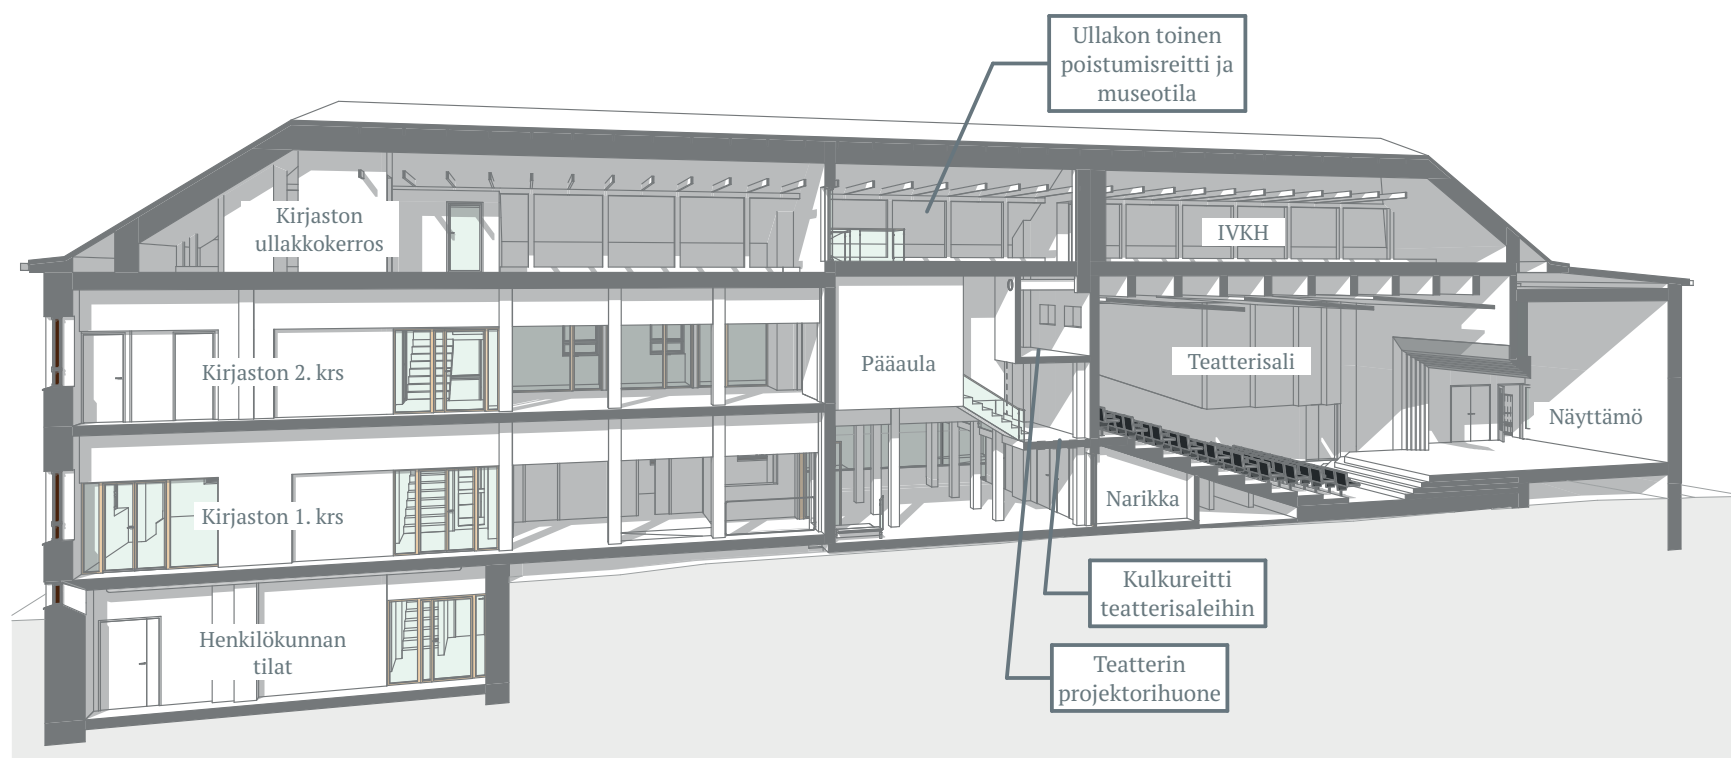 Ullakon toinen
poistumisreitti ja
museotila
Kirjaston
ullakkokerros
IVKH
Kirjaston 2. krs
Pääaula
Teatterisali
Näyttämö
Kirjaston 1. krs
Narikka
Kulkureitti
teatterisaleihin
Henkilökunnan
tilat
Teatterin
projektorihuone